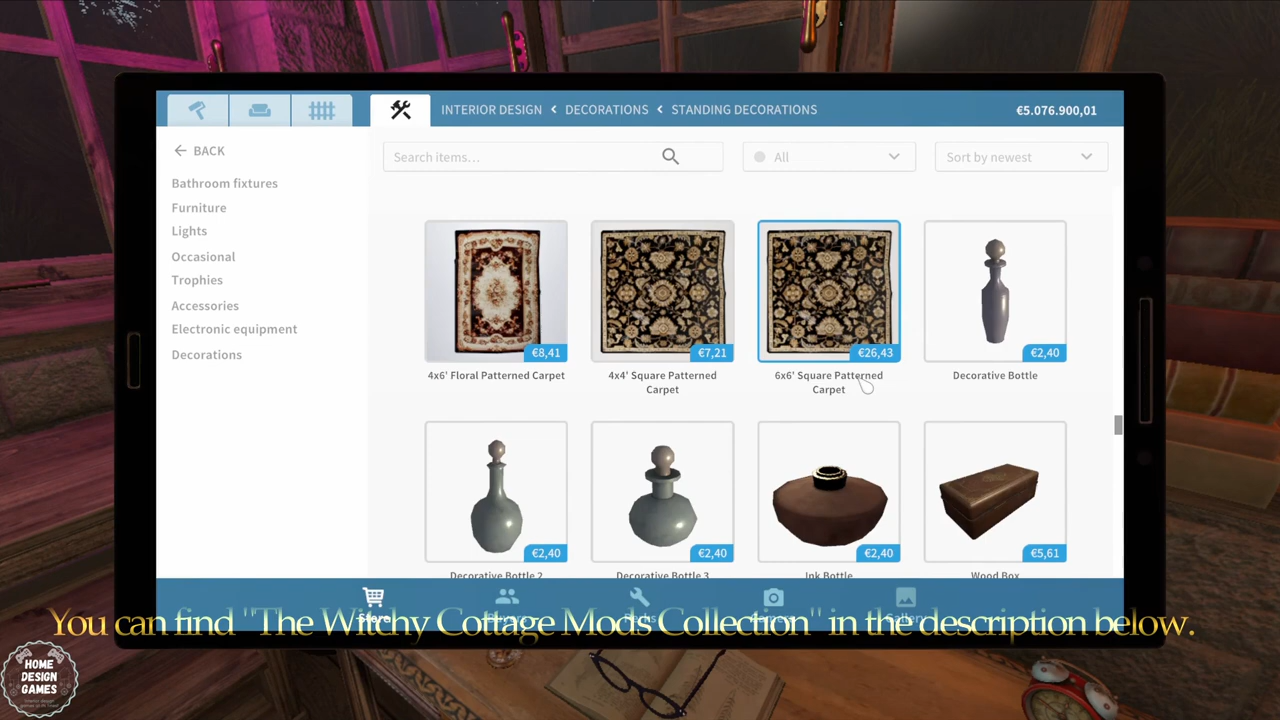 INTERIOR DESIGN < DECORATIONS < STANDING DECORATIONS
€5.076.900,01
BACK
Search items...
All
Sort by newest
Bathroom fixtures
Furniture
Lights
Occasional
Trophies
Accessories
Electronic equipment
Decorations
€8,41
€7,21
€26,43
€2,40
4x6' Floral Patterned Carpet
4x4' Square Patterned
Carpet
6x6' Square Patterned
Carpet
Decorative Bottle
€2,40
€2,40
€2,40
€5,61
Decorative Bottle 2
Decorative Bottle 3
Ink Bottle
Wood Box
Store
You can find "The Witchy Cottage Mods Collection" in the description below.
HOME
DESIGN
GAMES